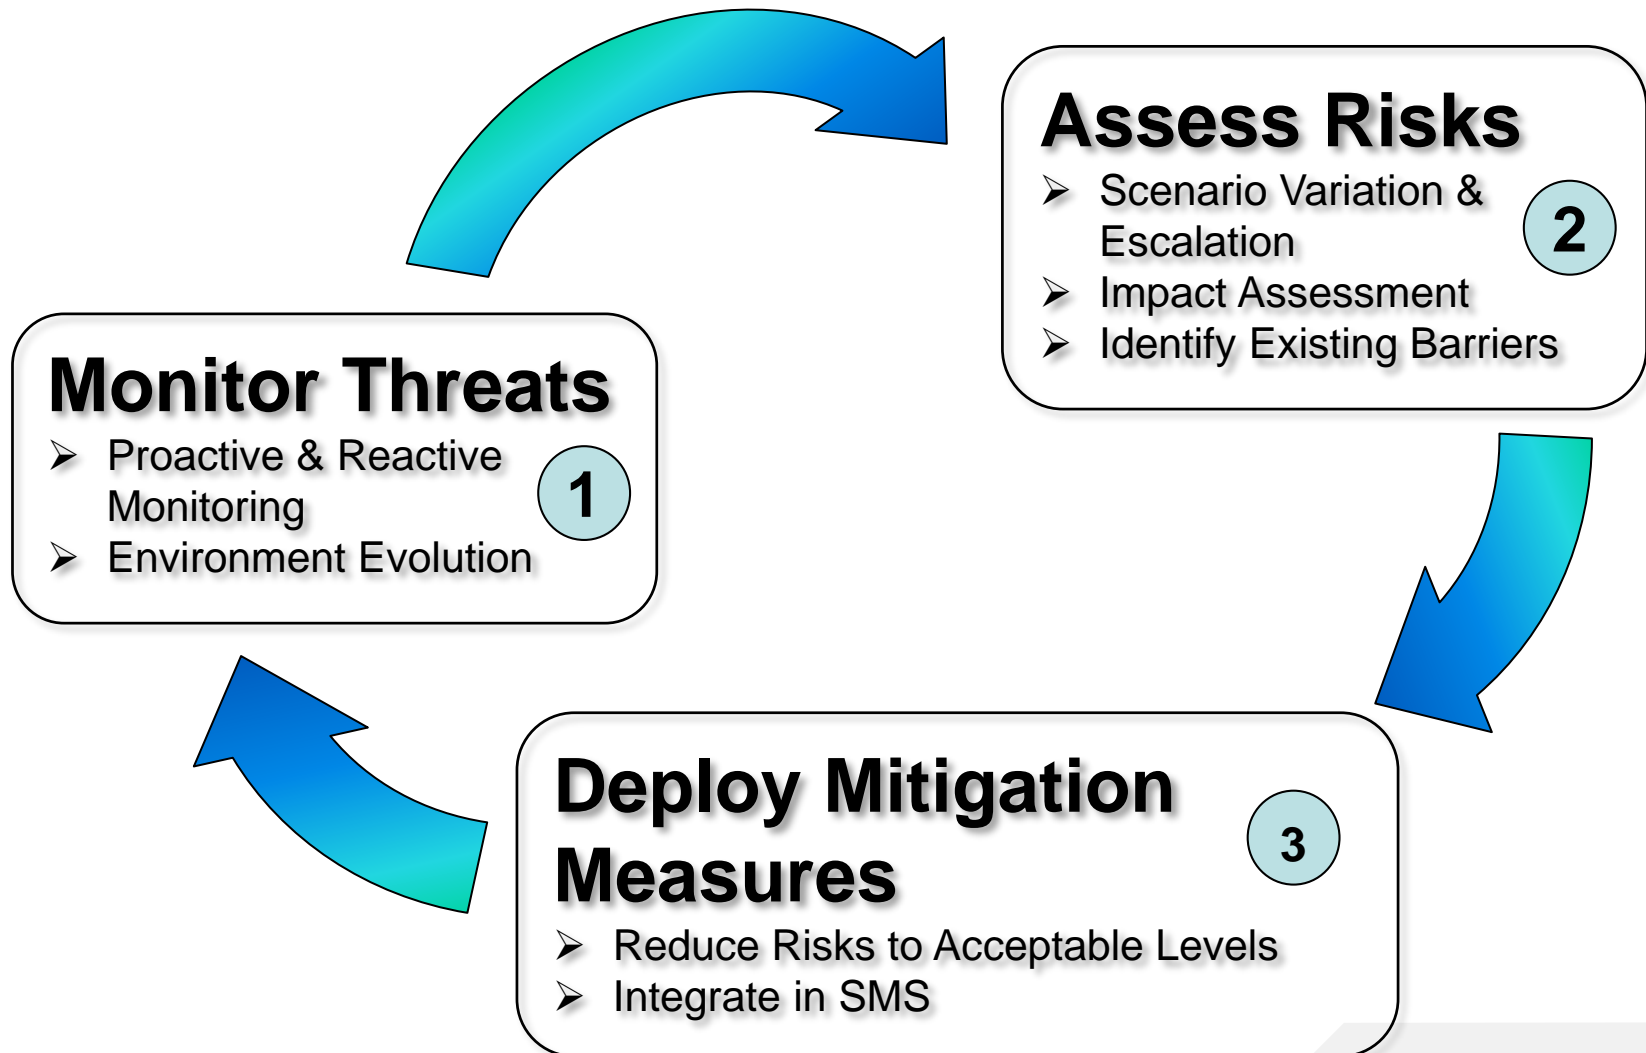 Monitor Threats
➢ Proactive & Reactive
Monitoring
➢ Environment Evolution
1
Assess Risks
➢ Scenario Variation &
Escalation
➢ Impact Assessment
➢ Identify Existing Barriers
2
Deploy Mitigation
Measures
➢ Reduce Risks to Acceptable Levels
➢ Integrate in SMS
3